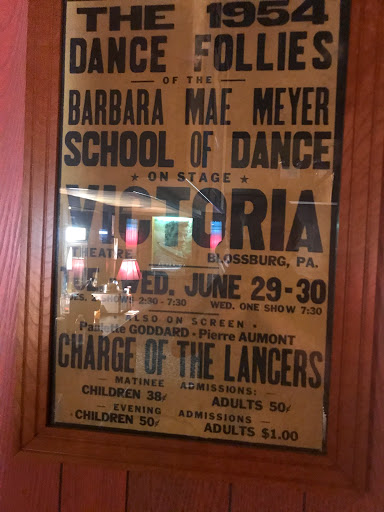 THE 1954
DANCE FOLLIES
— OF THE —
BARBARA MAE MEYER
SCHOOL OF DANCE
★ ON STAGE ★
VICTORIA
THEATRE BLOSSBURG, PA.
WED. JUNE 29-30
2 SHOWS 2:30 - 7:30 WED. ONE SHOW 7:30
• ALSO ON SCREEN •
Paulette GODDARD - Pierre AUMONT
CHARGE OF THE LANCERS
— MATINEE ADMISSIONS: —
CHILDREN 38¢ ADULTS 50¢
— EVENING ADMISSIONS —
CHILDREN 50¢ ADULTS $1.00